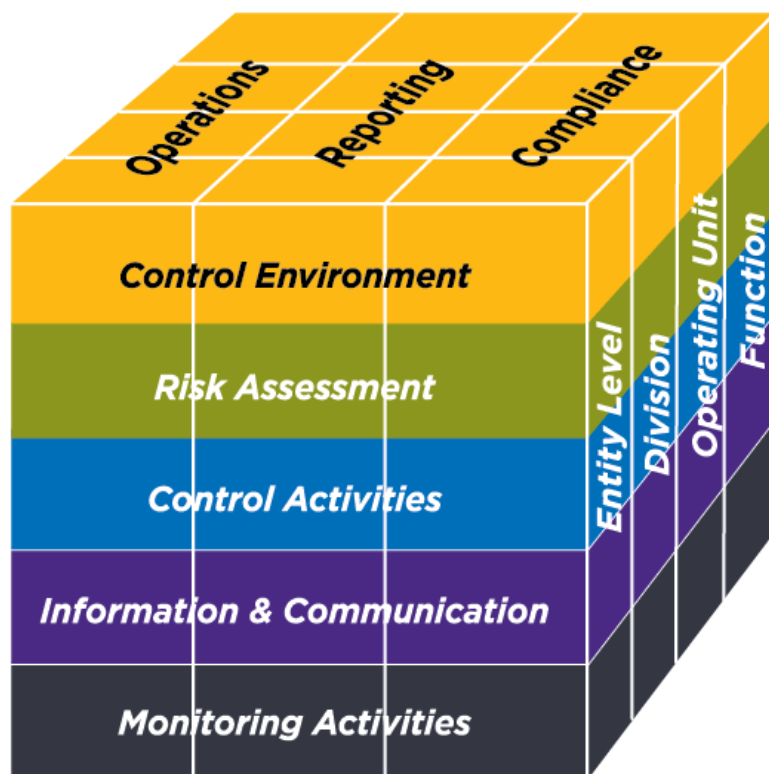 Operations
Reporting
Compliance
Control Environment
Risk Assessment
Control Activities
Information & Communication
Monitoring Activities
Entity Level
Division
Operating Unit
Function